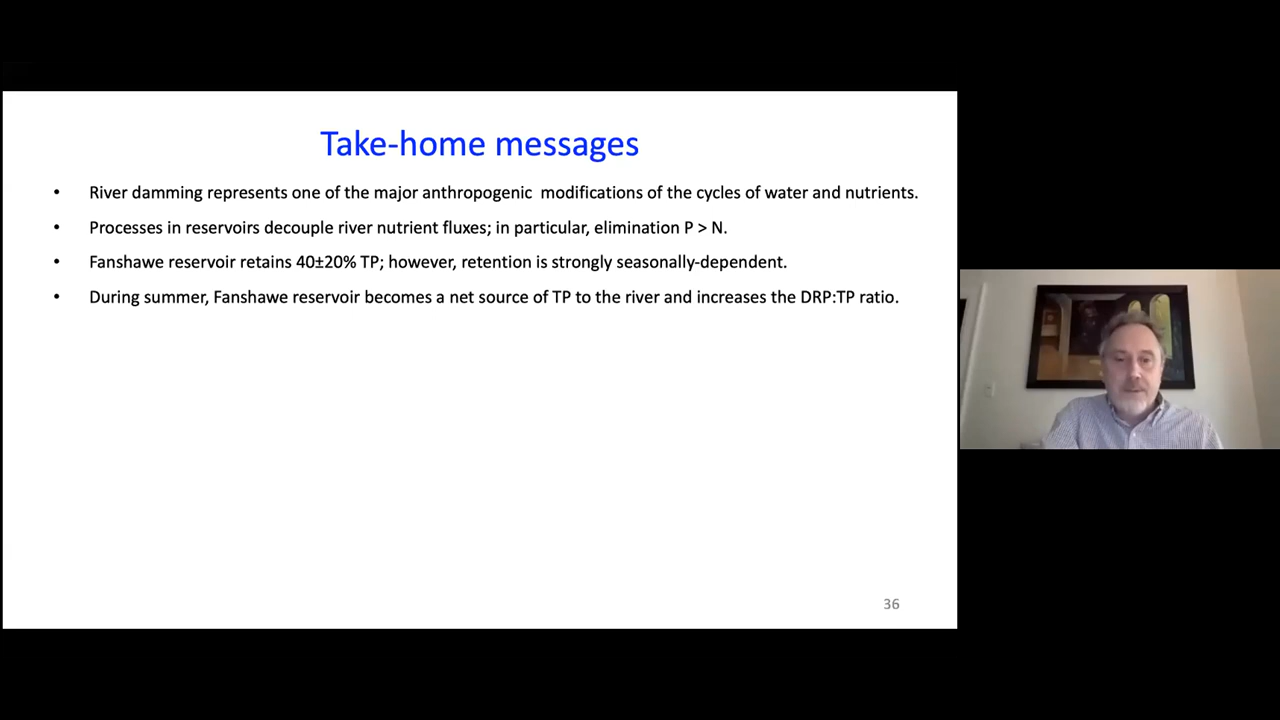 Take-home messages
• River damming represents one of the major anthropogenic modifications of the cycles of water and nutrients.
• Processes in reservoirs decouple river nutrient fluxes; in particular, elimination P > N.
• Fanshawe reservoir retains 40±20% TP; however, retention is strongly seasonally-dependent.
• During summer, Fanshawe reservoir becomes a net source of TP to the river and increases the DRP:TP ratio.
36